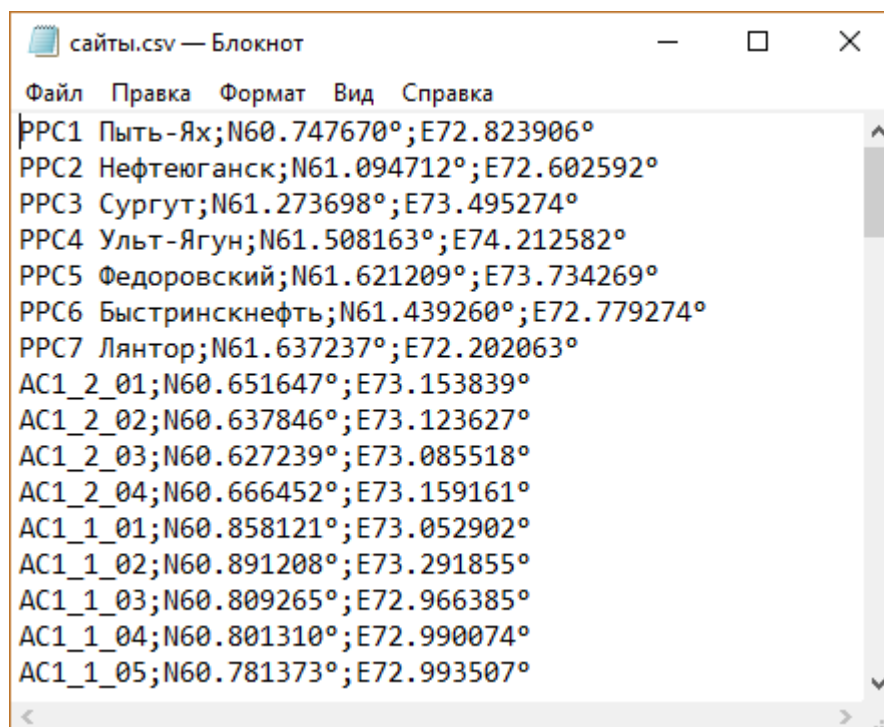 сайты.csv — Блокнот
Файл Правка Формат Вид Справка
РРС1 Пыть-Ях;N60.747670°;E72.823906°
РРС2 Нефтеюганск;N61.094712°;E72.602592°
РРС3 Сургут;N61.273698°;E73.495274°
РРС4 Ульт-Ягун;N61.508163°;E74.212582°
РРС5 Федоровский;N61.621209°;E73.734269°
РРС6 Быстринскнефть;N61.439260°;E72.779274°
РРС7 Лянтор;N61.637237°;E72.202063°
АС1_2_01;N60.651647°;E73.153839°
АС1_2_02;N60.637846°;E73.123627°
АС1_2_03;N60.627239°;E73.085518°
АС1_2_04;N60.666452°;E73.159161°
АС1_1_01;N60.858121°;E73.052902°
АС1_1_02;N60.891208°;E73.291855°
АС1_1_03;N60.809265°;E72.966385°
АС1_1_04;N60.801310°;E72.990074°
АС1_1_05;N60.781373°;E72.993507°